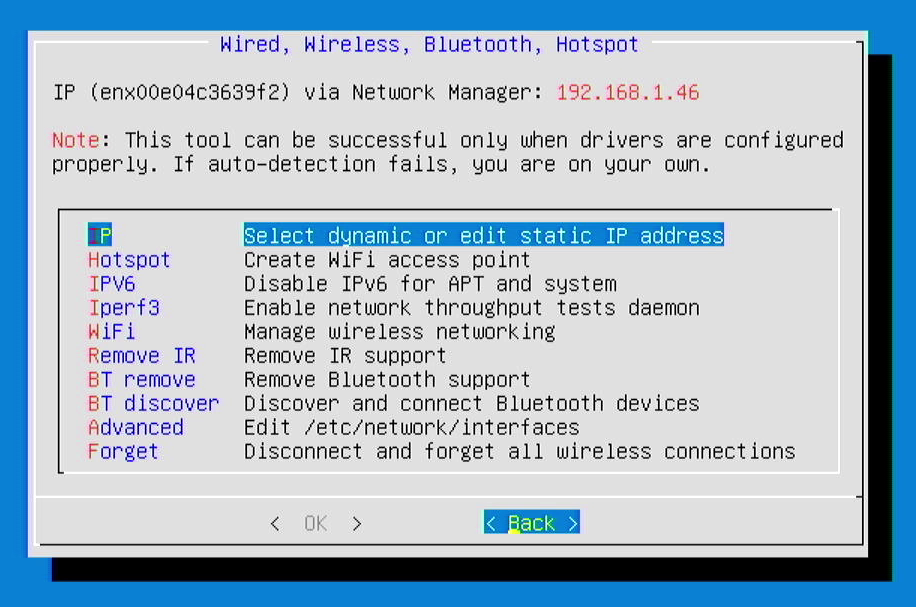 Wired, Wireless, Bluetooth, Hotspot
IP (enx00e04c3639f2) via Network Manager: 192.168.1.46
Note: This tool can be successful only when drivers are configured
properly. If auto-detection fails, you are on your own.
IP Select dynamic or edit static IP address
Hotspot Create WiFi access point
IPV6 Disable IPv6 for APT and system
Iperf3 Enable network throughput tests daemon
WiFi Manage wireless networking
Remove IR Remove IR support
BT remove Remove Bluetooth support
BT discover Discover and connect Bluetooth devices
Advanced Edit /etc/network/interfaces
Forget Disconnect and forget all wireless connections
< OK > < Back >